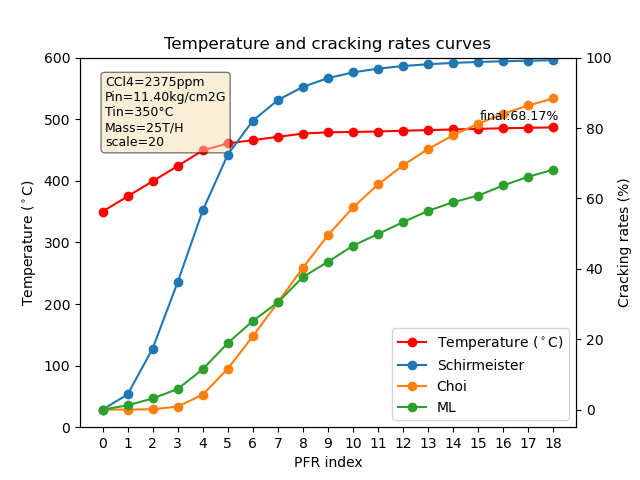 Temperature and cracking rates curves
CCl4=2375ppm
Pin=11.40kg/cm2G
Tin=350°C
Mass=25T/H
scale=20
final:68.17%
Temperature (°C)
Schirmeister
Choi
ML
600
500
400
300
200
100
0
Temperature (°C)
100
80
60
40
20
0
Cracking rates (%)
0 1 2 3 4 5 6 7 8 9 10 11 12 13 14 15 16 17 18
PFR index